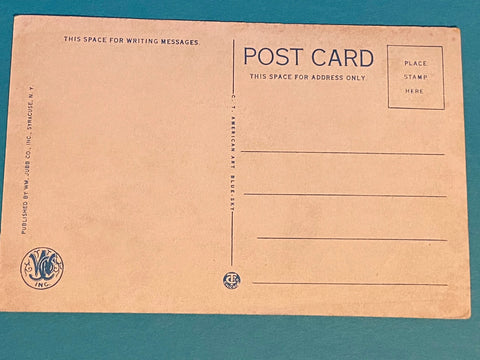 THIS SPACE FOR WRITING MESSAGES.
POST CARD
THIS SPACE FOR ADDRESS ONLY.
PLACE
STAMP
HERE
PUBLISHED BY WM. JUBB CO., INC., SYRACUSE, N. Y.
C. T. AMERICAN ART BLUE-SKY
INC.